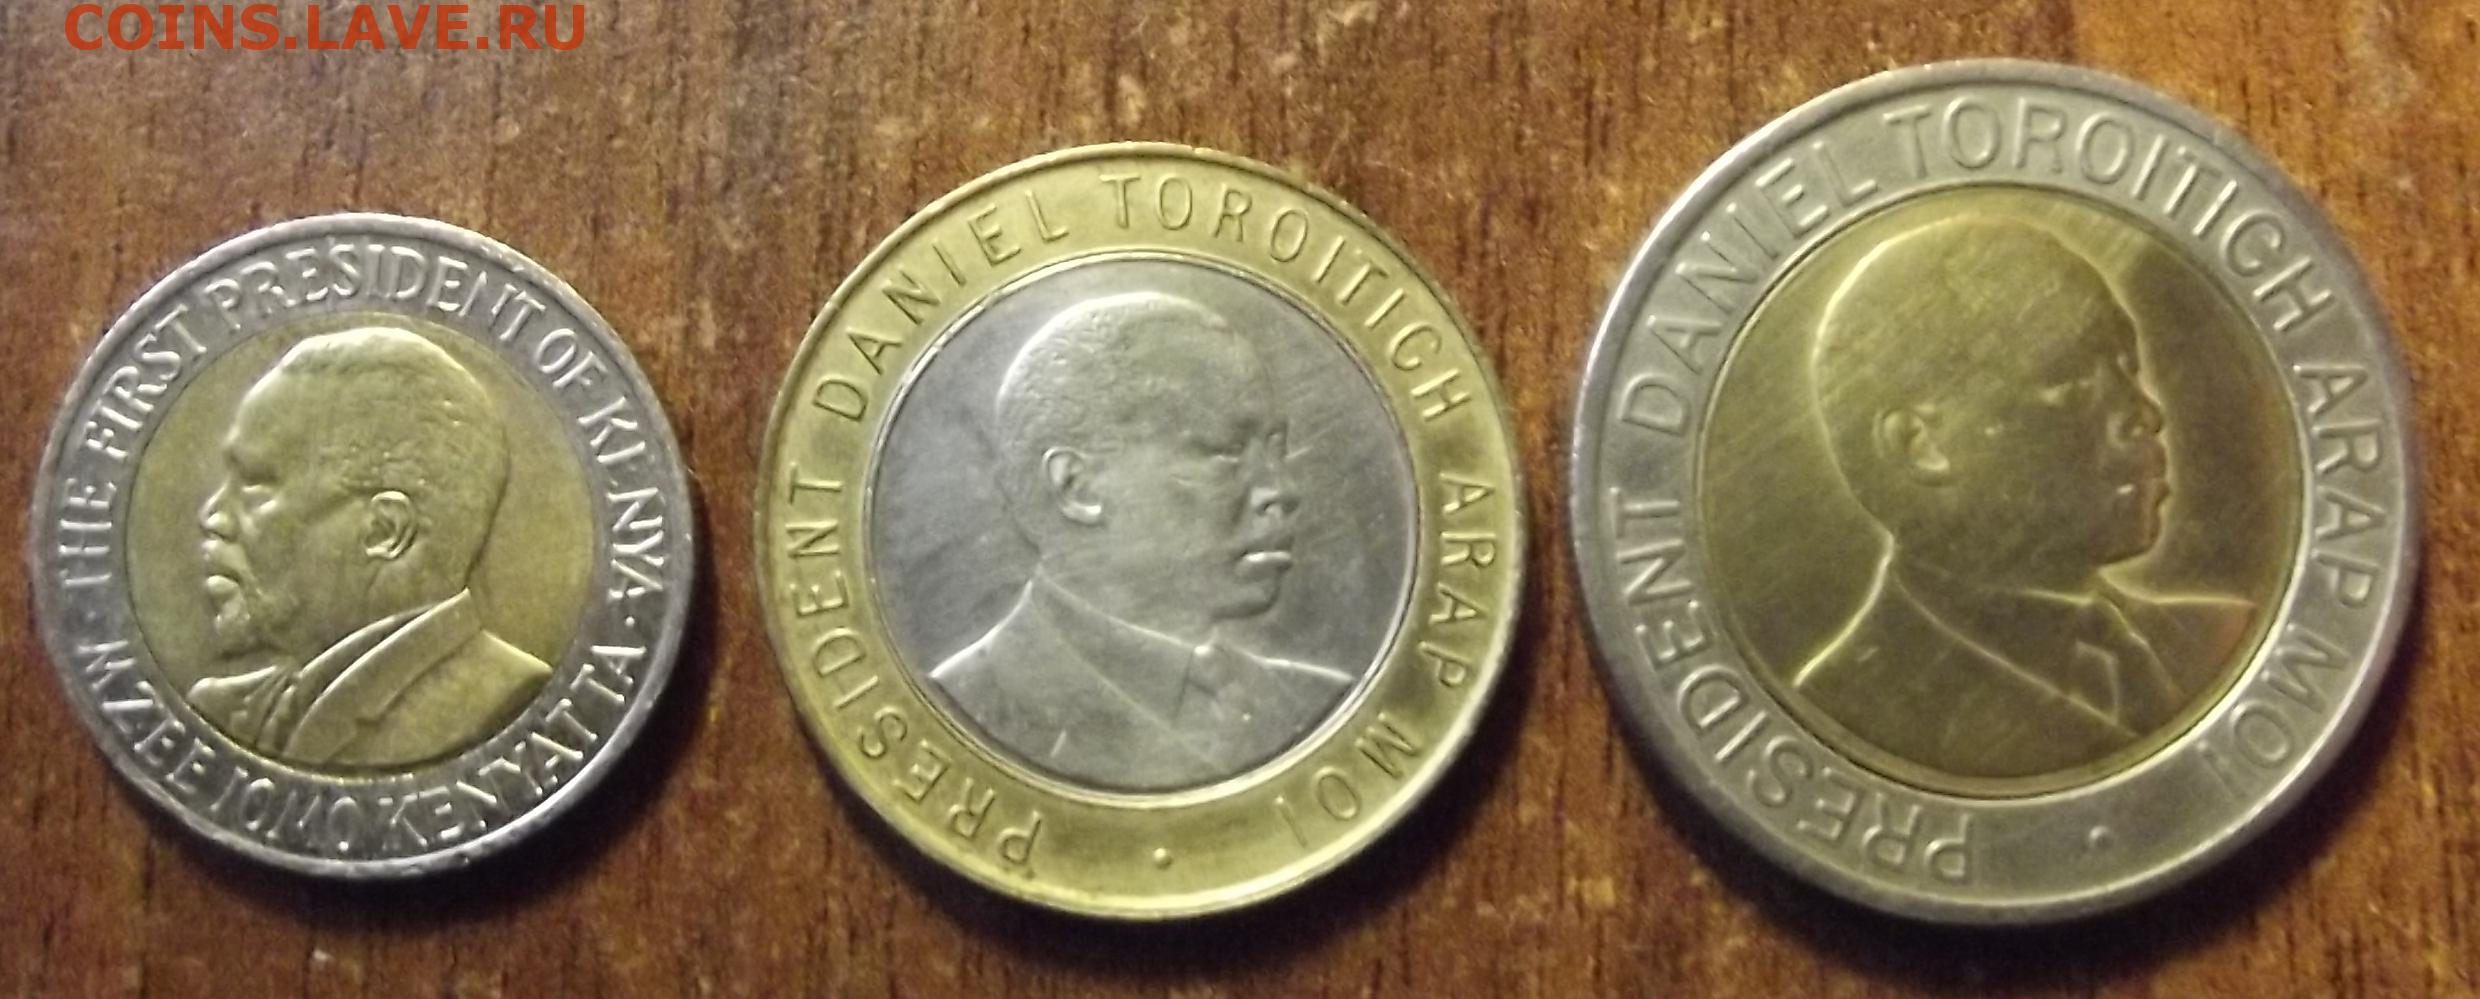 COINS.LAVE.RU
· THE FIRST PRESIDENT OF KENYA ·
MZEE JOMO KENYATTA
PRESIDENT DANIEL TOROITICH ARAP MOI ·
PRESIDENT DANIEL TOROITICH ARAP MOI ·